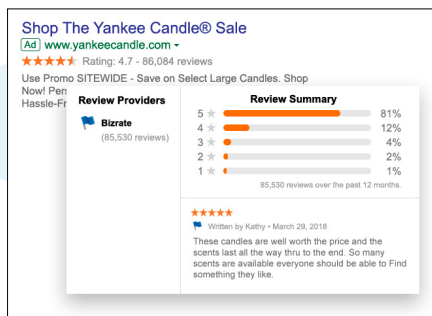 Shop The Yankee Candle® Sale
Ad www.yankeecandle.com
Rating: 4.7 - 86,084 reviews
Use Promo SITEWIDE - Save on Select Large Candles. Shop
Now! Pers
Hassle-Fr
Review Providers
Bizrate
(85,530 reviews)
Review Summary
5 81%
4 12%
3 4%
2 2%
1 1%
85,530 reviews over the past 12 months.
Written by Kathy • March 29, 2018
These candles are well worth the price and the
scents last all the way thru to the end. So many
scents are available everyone should be able to Find
something they like.